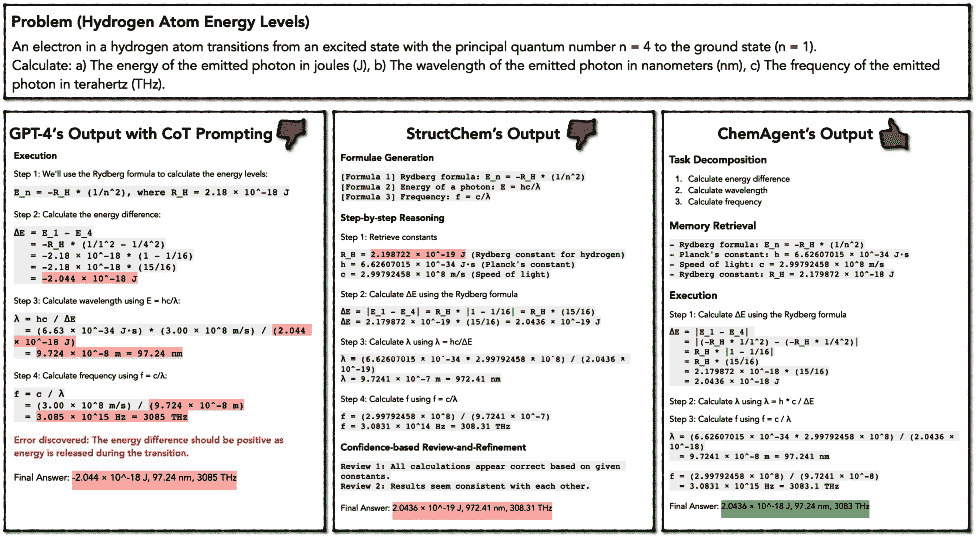 Problem (Hydrogen Atom Energy Levels)
An electron in a hydrogen atom transitions from an excited state with the principal quantum number n = 4 to the ground state (n = 1).
Calculate: a) The energy of the emitted photon in joules (J), b) The wavelength of the emitted photon in nanometers (nm), c) The frequency of the emitted
photon in terahertz (THz).
GPT-4's Output with CoT Prompting
Execution
Step 1: We'll use the Rydberg formula to calculate the energy levels:
E_n = -R_H * (1/n^2), where R_H = 2.18 × 10^-18 J
Step 2: Calculate the energy difference:
ΔE = E_1 - E_4
= -R_H * (1/1^2 - 1/4^2)
= -2.18 × 10^-18 * (1 - 1/16)
= -2.18 × 10^-18 * (15/16)
= -2.044 × 10^-18 J
Step 3: Calculate wavelength using E = hc/λ:
λ = hc / ΔE
= (6.63 × 10^-34 J·s) * (3.00 × 10^8 m/s) / (2.044
× 10^-18 J)
= 9.724 × 10^-8 m = 97.24 nm
Step 4: Calculate frequency using f = c/λ:
f = c / λ
= (3.00 × 10^8 m/s) / (9.724 × 10^-8 m)
= 3.085 × 10^15 Hz = 3085 THz
Error discovered: The energy difference should be positive as
energy is released during the transition.
Final Answer: -2.044 × 10^-18 J, 97.24 nm, 3085 THz
StructChem's Output
Formulae Generation
[Formula 1] Rydberg formula: E_n = -R_H * (1/n^2)
[Formula 2] Energy of a photon: E = hc/λ
[Formula 3] Frequency: f = c/λ
Step-by-step Reasoning
Step 1: Retrieve constants
R_H = 2.198722 × 10^-19 J (Rydberg constant for hydrogen)
h = 6.62607015 × 10^-34 J·s (Planck's constant)
c = 2.99792458 × 10^8 m/s (Speed of light)
Step 2: Calculate ΔE using the Rydberg formula
ΔE = |E_1 - E_4| = R_H * |1 - 1/16| = R_H * (15/16)
ΔE = 2.179872 × 10^-19 * (15/16) = 2.0436 × 10^-19 J
Step 3: Calculate λ using λ = hc/ΔE
λ = (6.62607015 × 10^-34 * 2.99792458 × 10^8) / (2.0436 ×
10^-19)
λ = 9.7241 × 10^-7 m = 972.41 nm
Step 4: Calculate f using f = c/λ
f = (2.99792458 × 10^8) / (9.7241 × 10^-7)
f = 3.0831 × 10^14 Hz = 308.31 THz
Confidence-based Review-and-Refinement
Review 1: All calculations appear correct based on given
constants.
Review 2: Results seem consistent with each other.
Final Answer: 2.0436 × 10^-19 J, 972.41 nm, 308.31 THz
ChemAgent's Output
Task Decomposition
1. Calculate energy difference
2. Calculate wavelength
3. Calculate frequency
Memory Retrieval
- Rydberg formula: E_n = -R_H * (1/n^2)
- Planck's constant: h = 6.62607015 × 10^-34 J·s
- Speed of light: c = 2.99792458 × 10^8 m/s
- Rydberg constant: R_H = 2.179872 × 10^-18 J
Execution
Step 1: Calculate ΔE using the Rydberg formula
ΔE = |E_1 - E_4|
= |(-R_H * 1/1^2) - (-R_H * 1/4^2)|
= R_H * |1 - 1/16|
= R_H * (15/16)
= 2.179872 × 10^-18 * (15/16)
= 2.0436 × 10^-18 J
Step 2: Calculate λ using λ = h * c / ΔE
Step 3: Calculate f using f = c / λ
λ = (6.62607015 × 10^-34 * 2.99792458 × 10^8) / (2.0436 ×
10^-18)
= 9.7241 × 10^-8 m = 97.241 nm
f = (2.99792458 × 10^8) / (9.7241 × 10^-8)
= 3.0831 × 10^15 Hz = 3083.1 THz
Final Answer: 2.0436 × 10^-18 J, 97.24 nm, 3083 THz